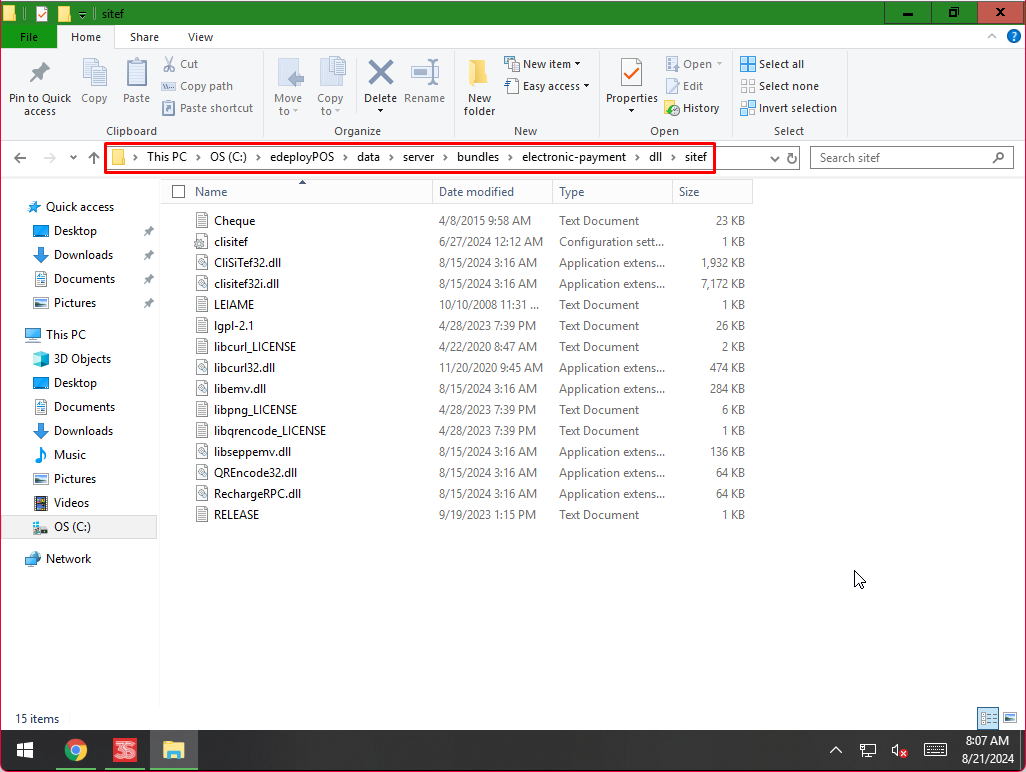 sitef
File Home Share View
Pin to Quick access
Copy
Paste
Cut
Copy path
Paste shortcut
Clipboard
Move to
Copy to
Delete
Rename
Organize
New folder
New item
Easy access
New
Properties
Open
Edit
History
Open
Select all
Select none
Invert selection
Select
This PC OS (C:) edeployPOS data server bundles electronic-payment dll sitef
Search sitef
Quick access
Desktop
Downloads
Documents
Pictures
This PC
3D Objects
Desktop
Documents
Downloads
Music
Pictures
Videos
OS (C:)
Network
Name Date modified Type Size
Cheque 4/8/2015 9:58 AM Text Document 23 KB
clisitef 6/27/2024 12:12 AM Configuration sett... 1 KB
CliSiTef32.dll 8/15/2024 3:16 AM Application extens... 1,932 KB
clisitef32i.dll 8/15/2024 3:16 AM Application extens... 7,172 KB
LEIAME 10/10/2008 11:31 ... Text Document 1 KB
lgpl-2.1 4/28/2023 7:39 PM Text Document 26 KB
libcurl_LICENSE 4/22/2020 8:47 AM Text Document 2 KB
libcurl32.dll 11/20/2020 9:45 AM Application extens... 474 KB
libemv.dll 8/15/2024 3:16 AM Application extens... 284 KB
libpng_LICENSE 4/28/2023 7:39 PM Text Document 6 KB
libqrencode_LICENSE 4/28/2023 7:39 PM Text Document 1 KB
libseppemv.dll 8/15/2024 3:16 AM Application extens... 136 KB
QREncode32.dll 8/15/2024 3:16 AM Application extens... 64 KB
RechargeRPC.dll 8/15/2024 3:16 AM Application extens... 64 KB
RELEASE 9/19/2023 1:15 PM Text Document 1 KB
15 items
8:07 AM
8/21/2024